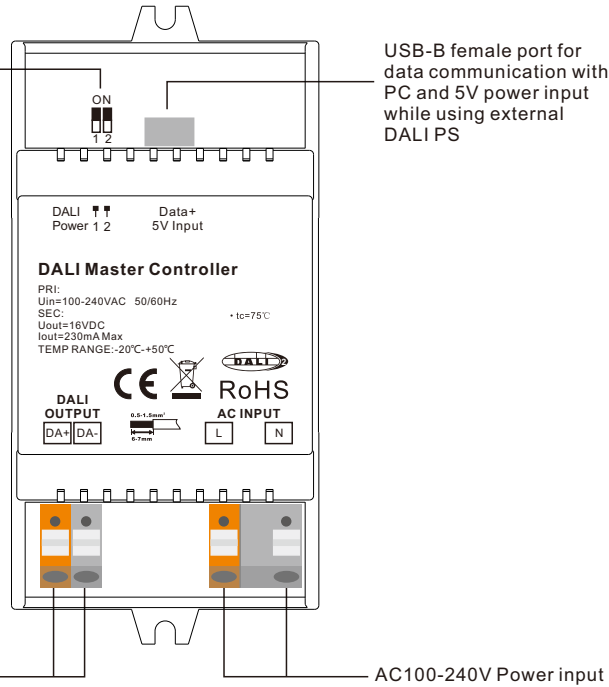 USB-B female port for
data communication with
PC and 5V power input
while using external
DALI PS
ON
1 2
DALI
Power 1 2
Data+
5V Input
DALI Master Controller
PRI:
Uin=100-240VAC 50/60Hz
SEC:
Uout=16VDC
Iout=230mA Max
TEMP RANGE:-20℃-+50℃
• tc=75℃
DALI 2
CE
RoHS
DALI
OUTPUT
DA+ DA-
0.5-1.5mm²
6-7mm
AC INPUT
L N
AC100-240V Power input